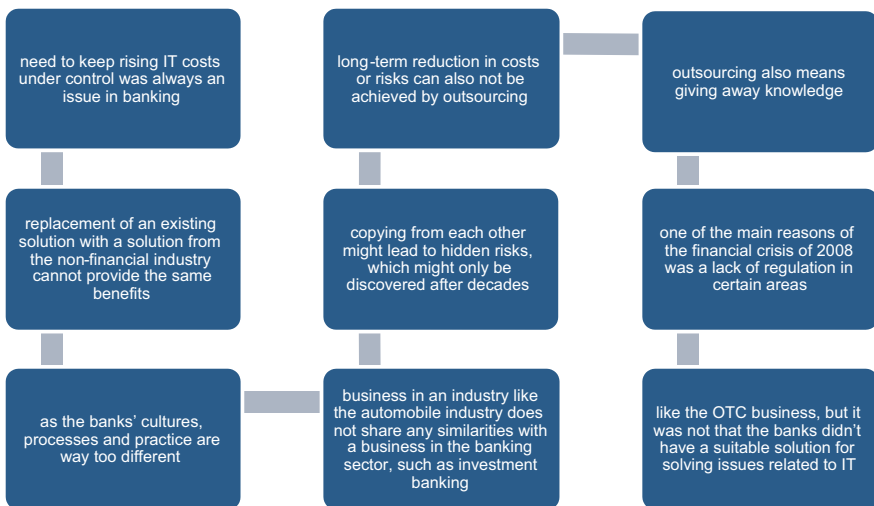 need to keep rising IT costs
under control was always an
issue in banking
replacement of an existing
solution with a solution from
the non-financial industry
cannot provide the same
benefits
as the banks’ cultures,
processes and practice are
way too different
business in an industry like
the automobile industry does
not share any similarities with
a business in the banking
sector, such as investment
banking
copying from each other
might lead to hidden risks,
which might only be
discovered after decades
long-term reduction in costs
or risks can also not be
achieved by outsourcing
outsourcing also means
giving away knowledge
one of the main reasons of
the financial crisis of 2008
was a lack of regulation in
certain areas
like the OTC business, but it
was not that the banks didn’t
have a suitable solution for
solving issues related to IT